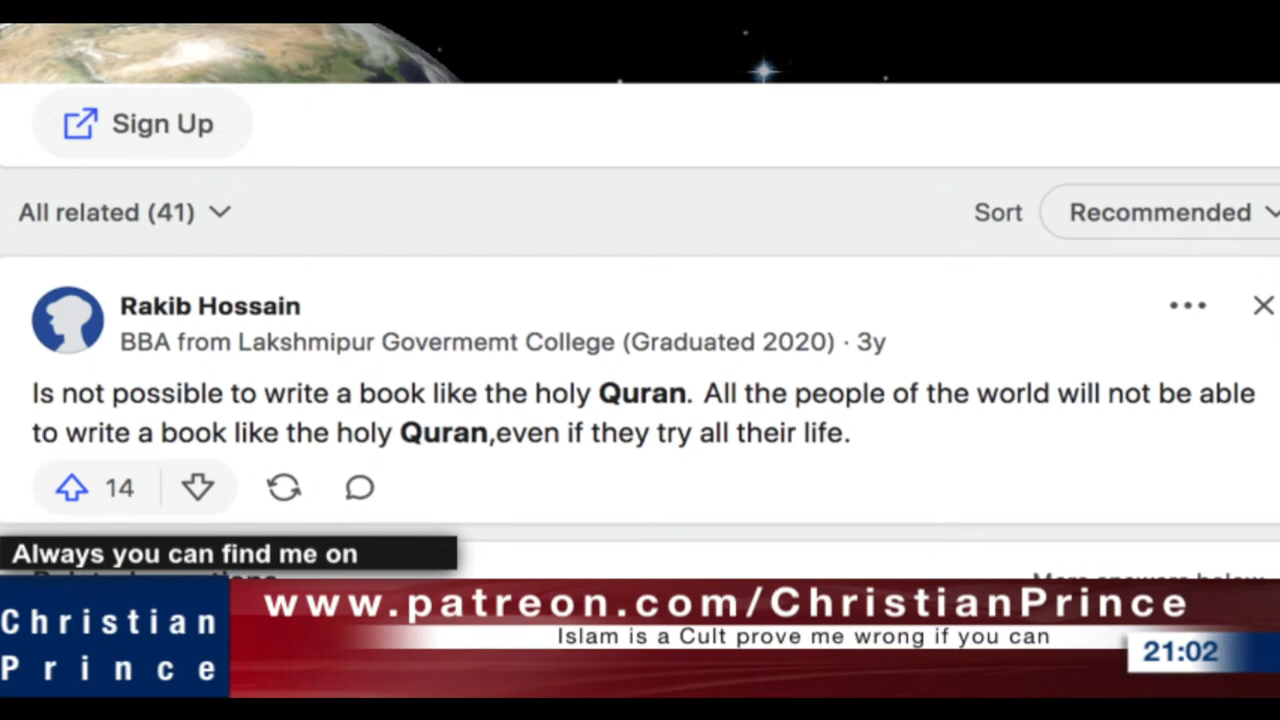 Sign Up
All related (41)
Sort
Recommended
Rakib Hossain
BBA from Lakshmipur Govermemt College (Graduated 2020) · 3y
Is not possible to write a book like the holy Quran. All the people of the world will not be able
to write a book like the holy Quran,even if they try all their life.
14
Always you can find me on
www.patreon.com/ChristianPrince
Islam is a Cult prove me wrong if you can
Christian
Prince
21:02